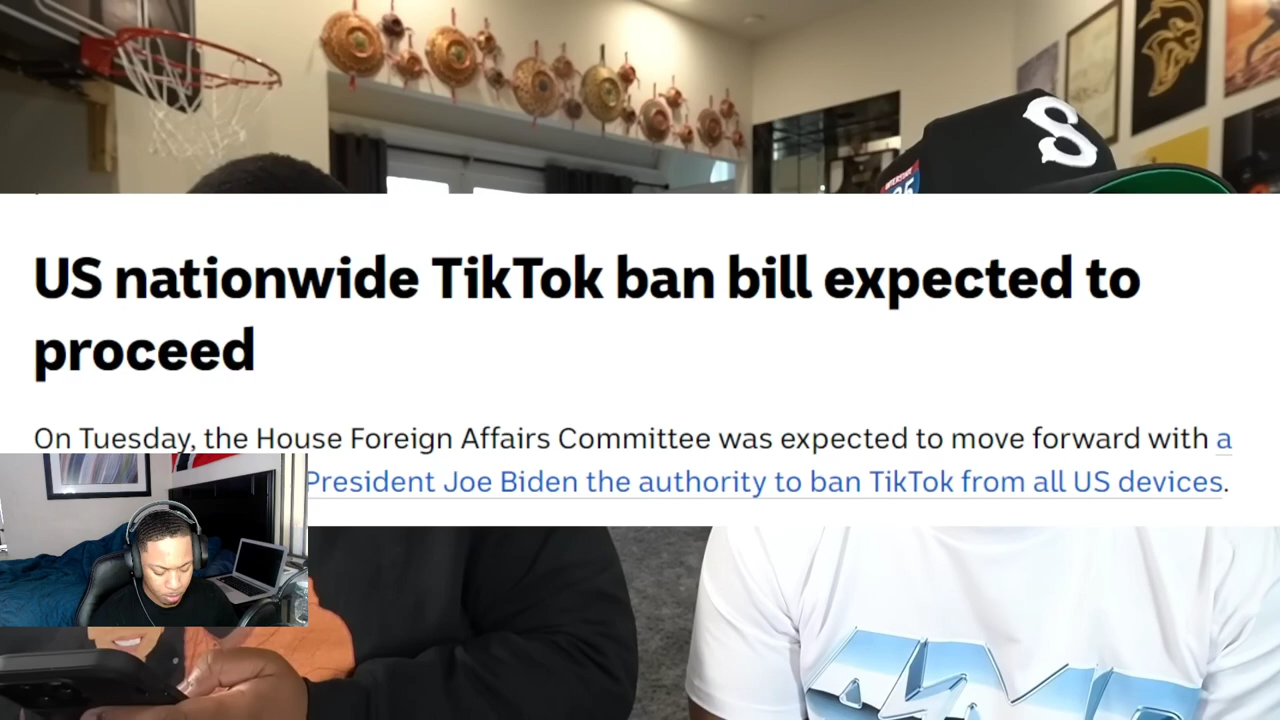 S
US nationwide TikTok ban bill expected to
proceed
On Tuesday, the House Foreign Affairs Committee was expected to move forward with a
President Joe Biden the authority to ban TikTok from all US devices.